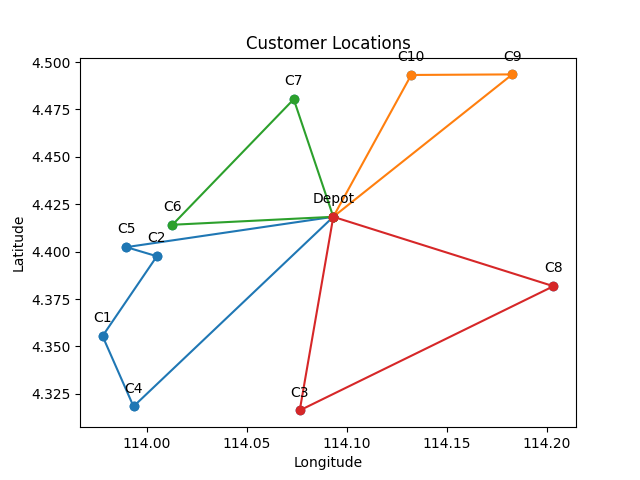 Customer Locations
C10
C9
C7
Depot
C6
C5
C2
C8
C1
C4
C3
4.500
4.475
4.450
4.425
4.400
4.375
4.350
4.325
Latitude
114.00
114.05
114.10
114.15
114.20
Longitude